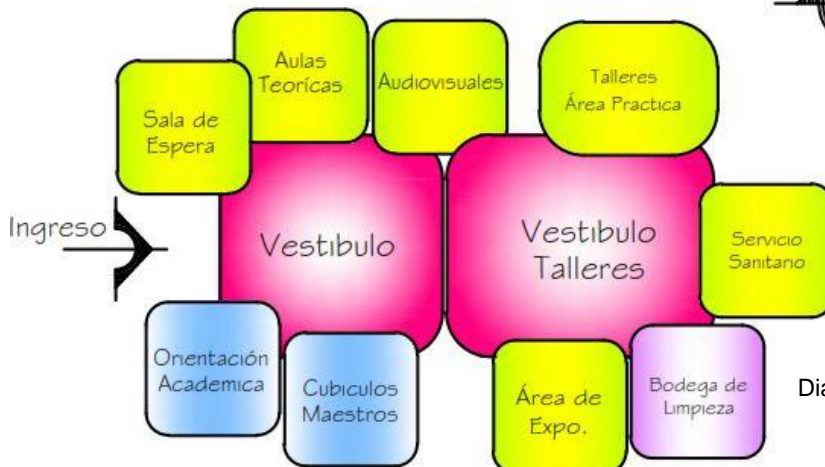 Aulas
Teorícas
Audiovisuales
Talleres
Área Practica
Sala de
Espera
Ingreso
Vestibulo
Vestibulo
Talleres
Servicio
Sanitario
Orientación
Academica
Cubiculos
Maestros
Área de
Expo.
Bodega de
Limpieza